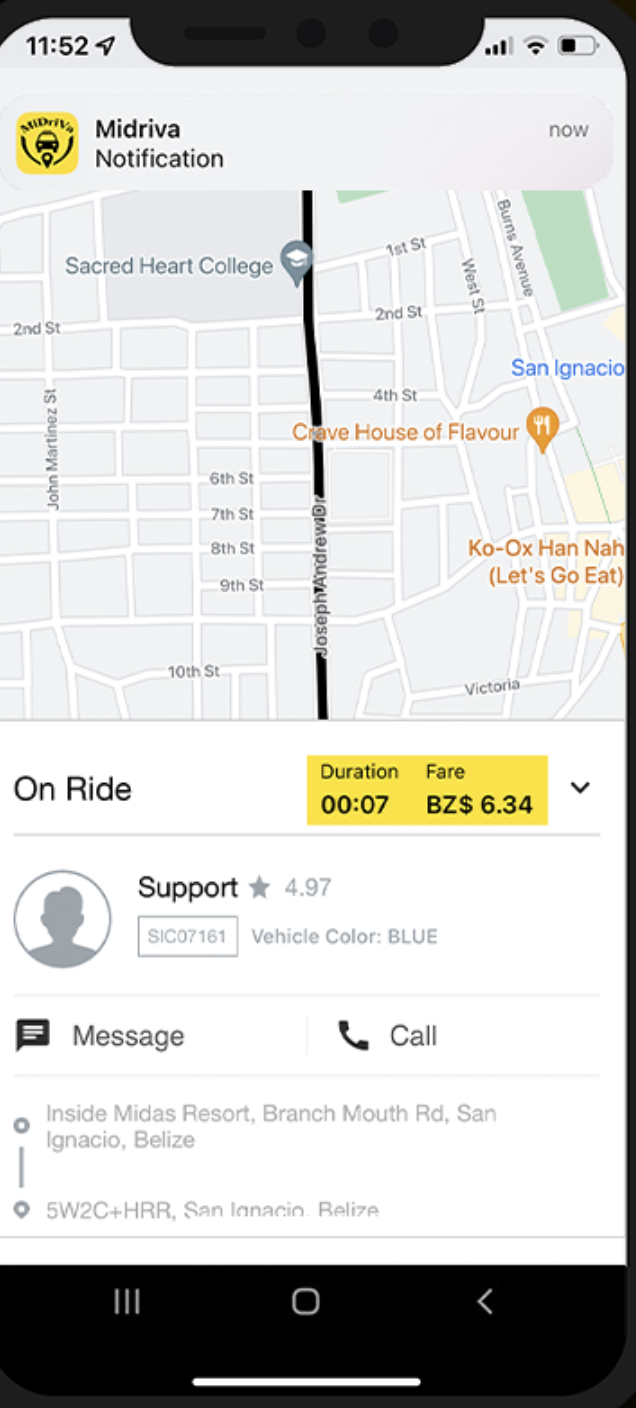 11:52
MiDriVa
Midriva
now
Notification
Sacred Heart College
1st St
Burns Avenue
West St
2nd St
2nd St
San Ignacio
4th St
John Martinez St
Crave House of Flavour
6th St
7th St
8th St
9th St
Joseph Andrew Dr
Ko-Ox Han Nah
(Let's Go Eat)
10th St
Victoria
On Ride
Duration
Fare
00:07
BZ$ 6.34
Support ★ 4.97
SIC07161
Vehicle Color: BLUE
Message
Call
Inside Midas Resort, Branch Mouth Rd, San
Ignacio, Belize
5W2C+HRR, San Ignacio, Belize